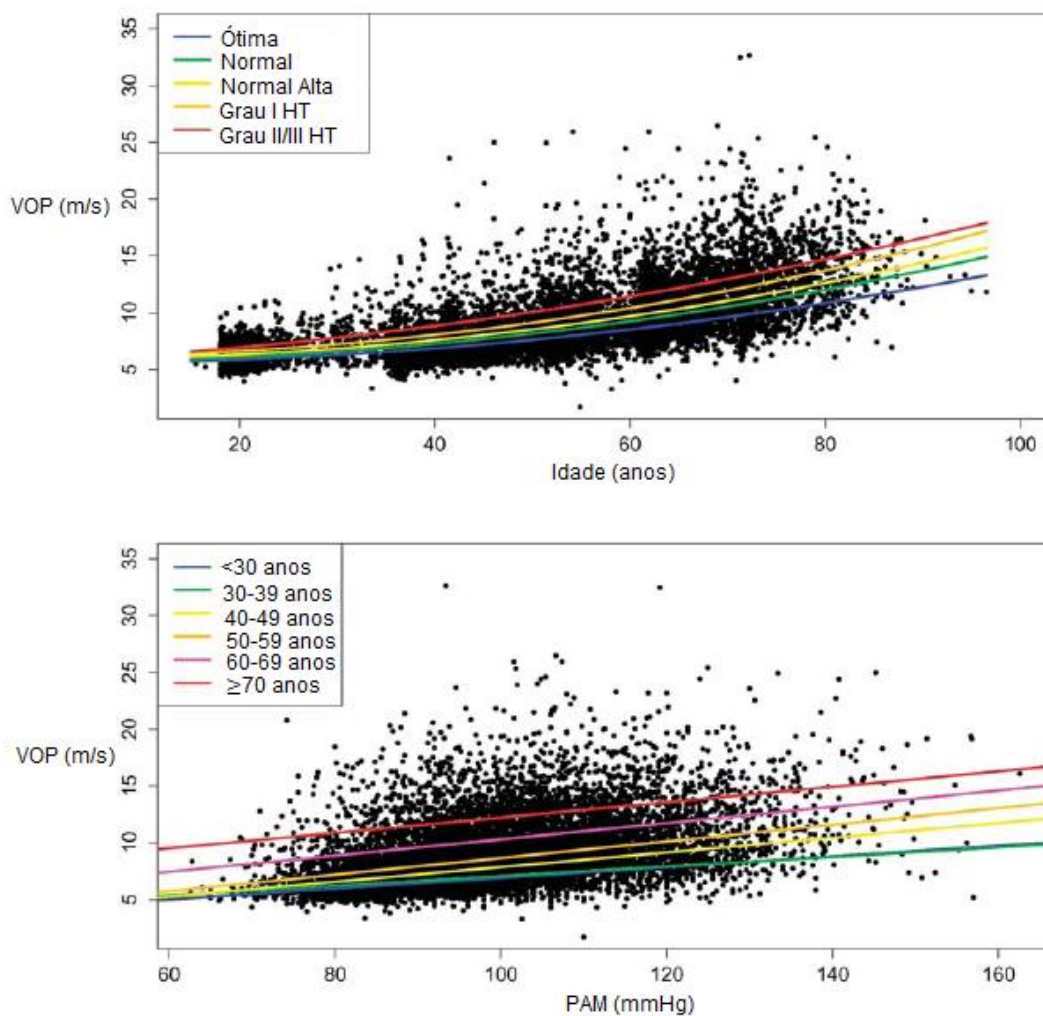 35
30
25
20
15
10
5
VOP (m/s)
Ótima
Normal
Normal Alta
Grau I HT
Grau II/III HT
20 40 60 80 100
Idade (anos)
35
30
25
20
15
10
5
VOP (m/s)
<30 anos
30-39 anos
40-49 anos
50-59 anos
60-69 anos
≥70 anos
60 80 100 120 140 160
PAM (mmHg)